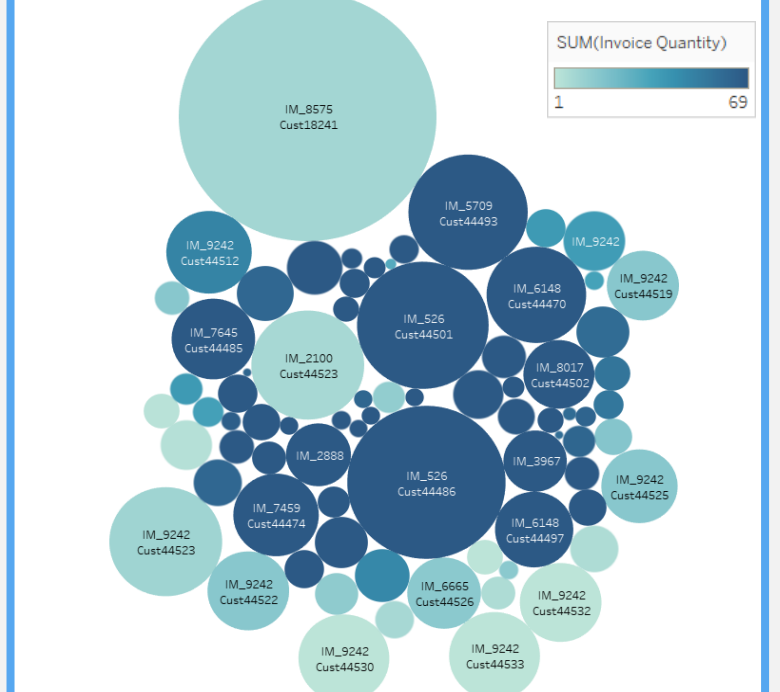 SUM(Invoice Quantity)
1 69
IM_8575
Cust18241
IM_5709
Cust44493
IM_9242
Cust44512
IM_9242
IM_9242
Cust44519
IM_6148
Cust44470
IM_526
Cust44501
IM_7645
Cust44485
IM_2100
Cust44523
IM_8017
Cust44502
IM_2888
IM_3967
IM_526
Cust44486
IM_9242
Cust44525
IM_7459
Cust44474
IM_6148
Cust44497
IM_9242
Cust44523
IM_9242
Cust44522
IM_6665
Cust44526
IM_9242
Cust44532
IM_9242
Cust44530
IM_9242
Cust44533